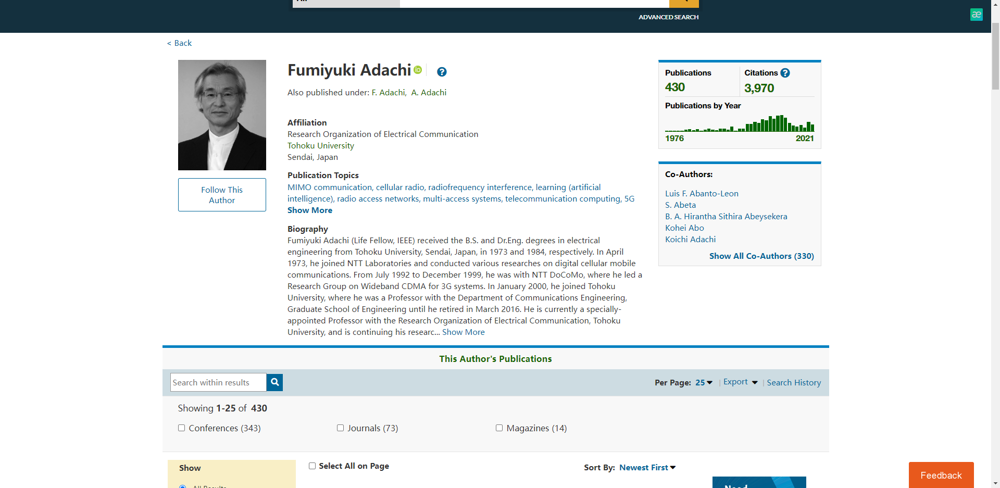 ADVANCED SEARCH
æ
< Back
Fumiyuki Adachi
iD
?
Also published under: F. Adachi, A. Adachi
Affiliation
Research Organization of Electrical Communication
Tohoku University
Sendai, Japan
Publication Topics
MIMO communication, cellular radio, radiofrequency interference, learning (artificial
intelligence), radio access networks, multi-access systems, telecommunication computing, 5G
Show More
Biography
Fumiyuki Adachi (Life Fellow, IEEE) received the B.S. and Dr.Eng. degrees in electrical
engineering from Tohoku University, Sendai, Japan, in 1973 and 1984, respectively. In April
1973, he joined NTT Laboratories and conducted various researches on digital cellular mobile
communications. From July 1992 to December 1999, he was with NTT DoCoMo, where he led a
Research Group on Wideband CDMA for 3G systems. In January 2000, he joined Tohoku
University, where he was a Professor with the Department of Communications Engineering,
Graduate School of Engineering until he retired in March 2016. He is currently a specially-
appointed Professor with the Research Organization of Electrical Communication, Tohoku
University, and is continuing his researc... Show More
Follow This
Author
Publications
430
Citations ?
3,970
Publications by Year
1976
2021
Co-Authors:
Luis F. Abanto-Leon
S. Abeta
B. A. Hirantha Sithira Abeysekera
Kohei Abo
Koichi Adachi
Show All Co-Authors (330)
This Author's Publications
Search within results
Per Page: 25 | Export | Search History
Showing 1-25 of 430
Conferences (343)
Journals (73)
Magazines (14)
Show
All Results
Select All on Page
Sort By: Newest First
Need
Feedback